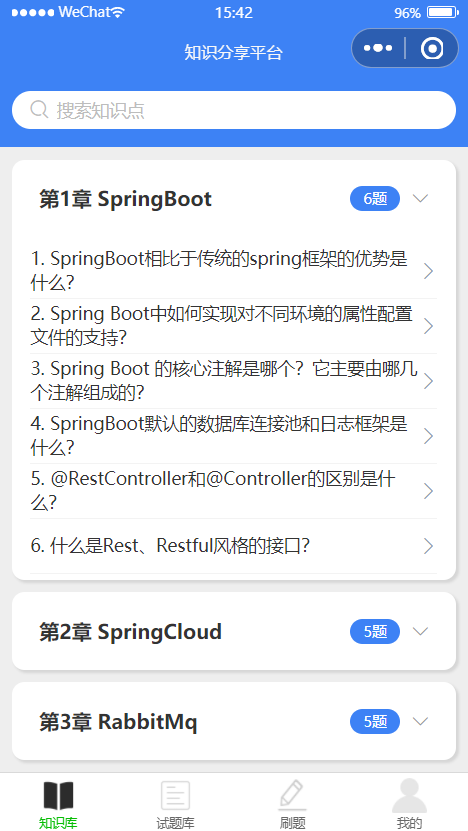 WeChat 15:42 96%
知识分享平台
搜索知识点
第1章 SpringBoot 6题
1. SpringBoot相比于传统的spring框架的优势是
什么?
2. Spring Boot中如何实现对不同环境的属性配置
文件的支持?
3. Spring Boot 的核心注解是哪个？它主要由哪几
个注解组成的?
4. SpringBoot默认的数据库连接池和日志框架是
什么?
5. @RestController和@Controller的区别是什
么?
6. 什么是Rest、Restful风格的接口?
第2章 SpringCloud 5题
第3章 RabbitMq 5题
知识库 试题库 刷题 我的